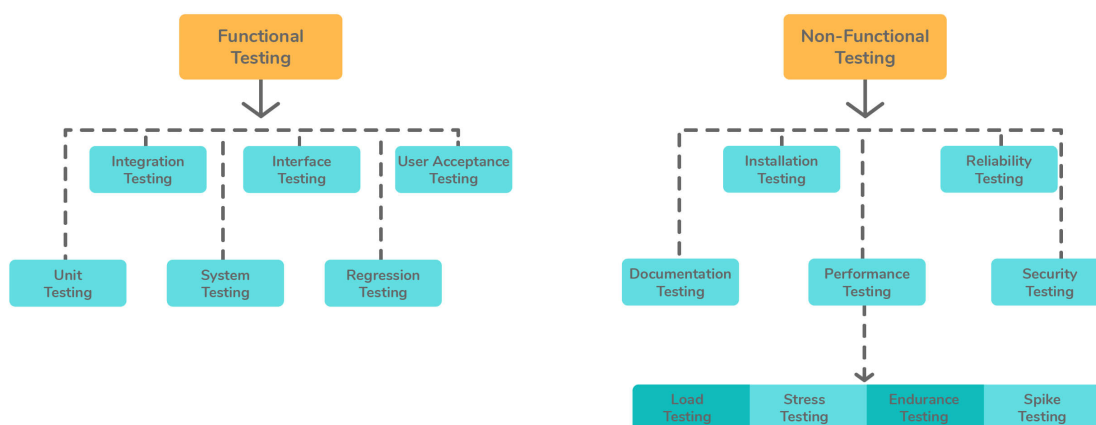 Functional
Testing
Non-Functional
Testing
Integration
Testing
Interface
Testing
User Acceptance
Testing
Installation
Testing
Reliability
Testing
Unit
Testing
System
Testing
Regression
Testing
Documentation
Testing
Performance
Testing
Security
Testing
Load
Testing
Stress
Testing
Endurance
Testing
Spike
Testing